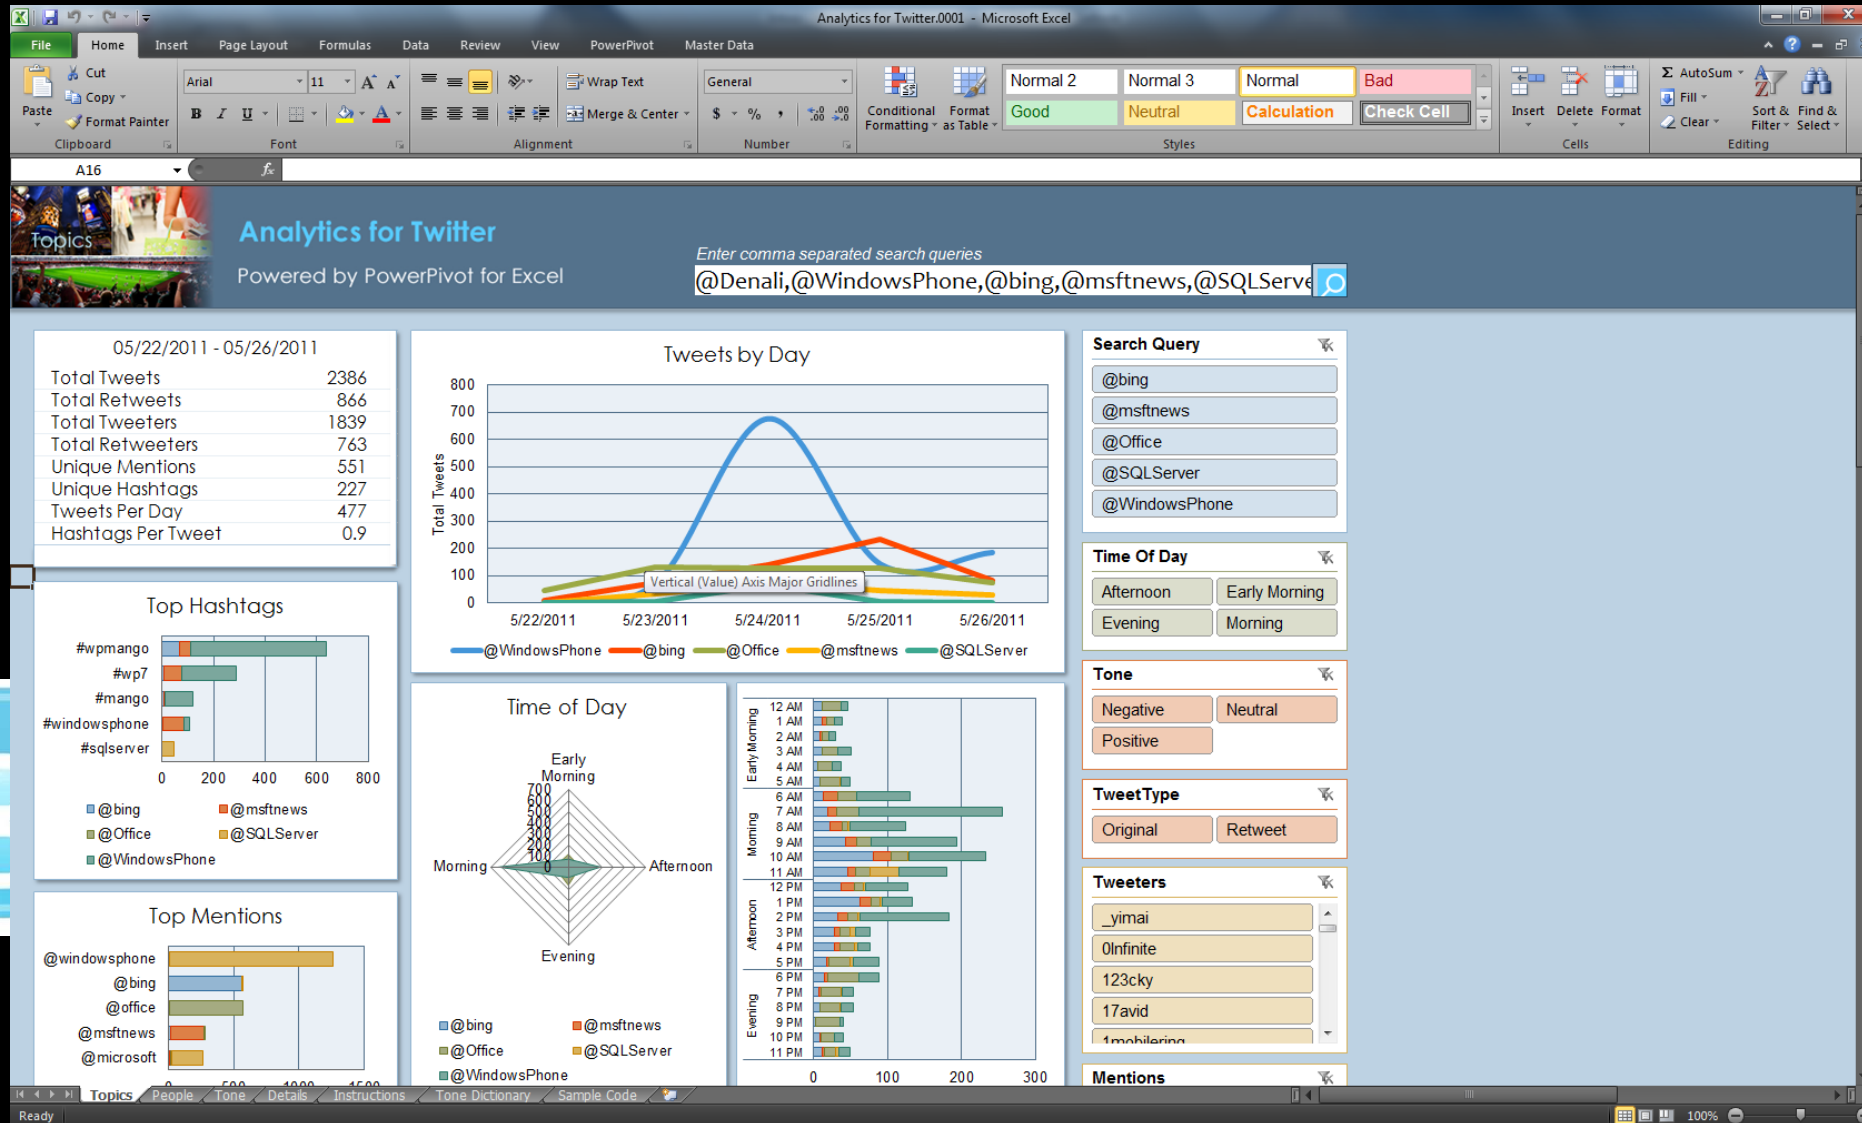 Analytics for Twitter.0001 - Microsoft Excel
File Home Insert Page Layout Formulas Data Review View PowerPivot Master Data
Paste
Cut
Copy
Format Painter
Clipboard
Arial 11
B I U
Font
Wrap Text
Merge & Center
Alignment
General
$ % ,
Number
Conditional Formatting
Format as Table
Normal 2 Normal 3 Normal Bad
Good Neutral Calculation Check Cell
Styles
Insert Delete Format
Cells
Σ AutoSum
Fill
Clear
Sort & Filter
Find & Select
Editing
A16 fx
Topics
Analytics for Twitter
Powered by PowerPivot for Excel
Enter comma separated search queries
@Denali,@WindowsPhone,@bing,@msftnews,@SQLServe
05/22/2011 - 05/26/2011
Total Tweets 2386
Total Retweets 866
Total Tweeters 1839
Total Retweeters 763
Unique Mentions 551
Unique Hashtags 227
Tweets Per Day 477
Hashtags Per Tweet 0.9
Tweets by Day
Total Tweets
800
700
600
500
400
300
200
100
0
Vertical (Value) Axis Major Gridlines
5/22/2011 5/23/2011 5/24/2011 5/25/2011 5/26/2011
@WindowsPhone @bing @Office @msftnews @SQLServer
Top Hashtags
#wpmango
#wp7
#mango
#windowsphone
#sqlserver
0 200 400 600 800
@bing @msftnews
@Office @SQLServer
@WindowsPhone
Top Mentions
@windowsphone
@bing
@office
@msftnews
@microsoft
0 500 1000 1500
Time of Day
Early Morning
700
600
500
400
300
200
100
0
Morning Afternoon
Evening
@bing @msftnews
@Office @SQLServer
@WindowsPhone
Early Morning
12 AM
1 AM
2 AM
3 AM
4 AM
5 AM
Morning
6 AM
7 AM
8 AM
9 AM
10 AM
11 AM
Afternoon
12 PM
1 PM
2 PM
3 PM
4 PM
5 PM
Evening
6 PM
7 PM
8 PM
9 PM
10 PM
11 PM
0 100 200 300
Search Query
@bing
@msftnews
@Office
@SQLServer
@WindowsPhone
Time Of Day
Afternoon Early Morning
Evening Morning
Tone
Negative Neutral
Positive
TweetType
Original Retweet
Tweeters
_yimai
0Infinite
123cky
17avid
1mobilering
Mentions
Topics People Tone Details Instructions Tone Dictionary Sample Code
Ready 100%